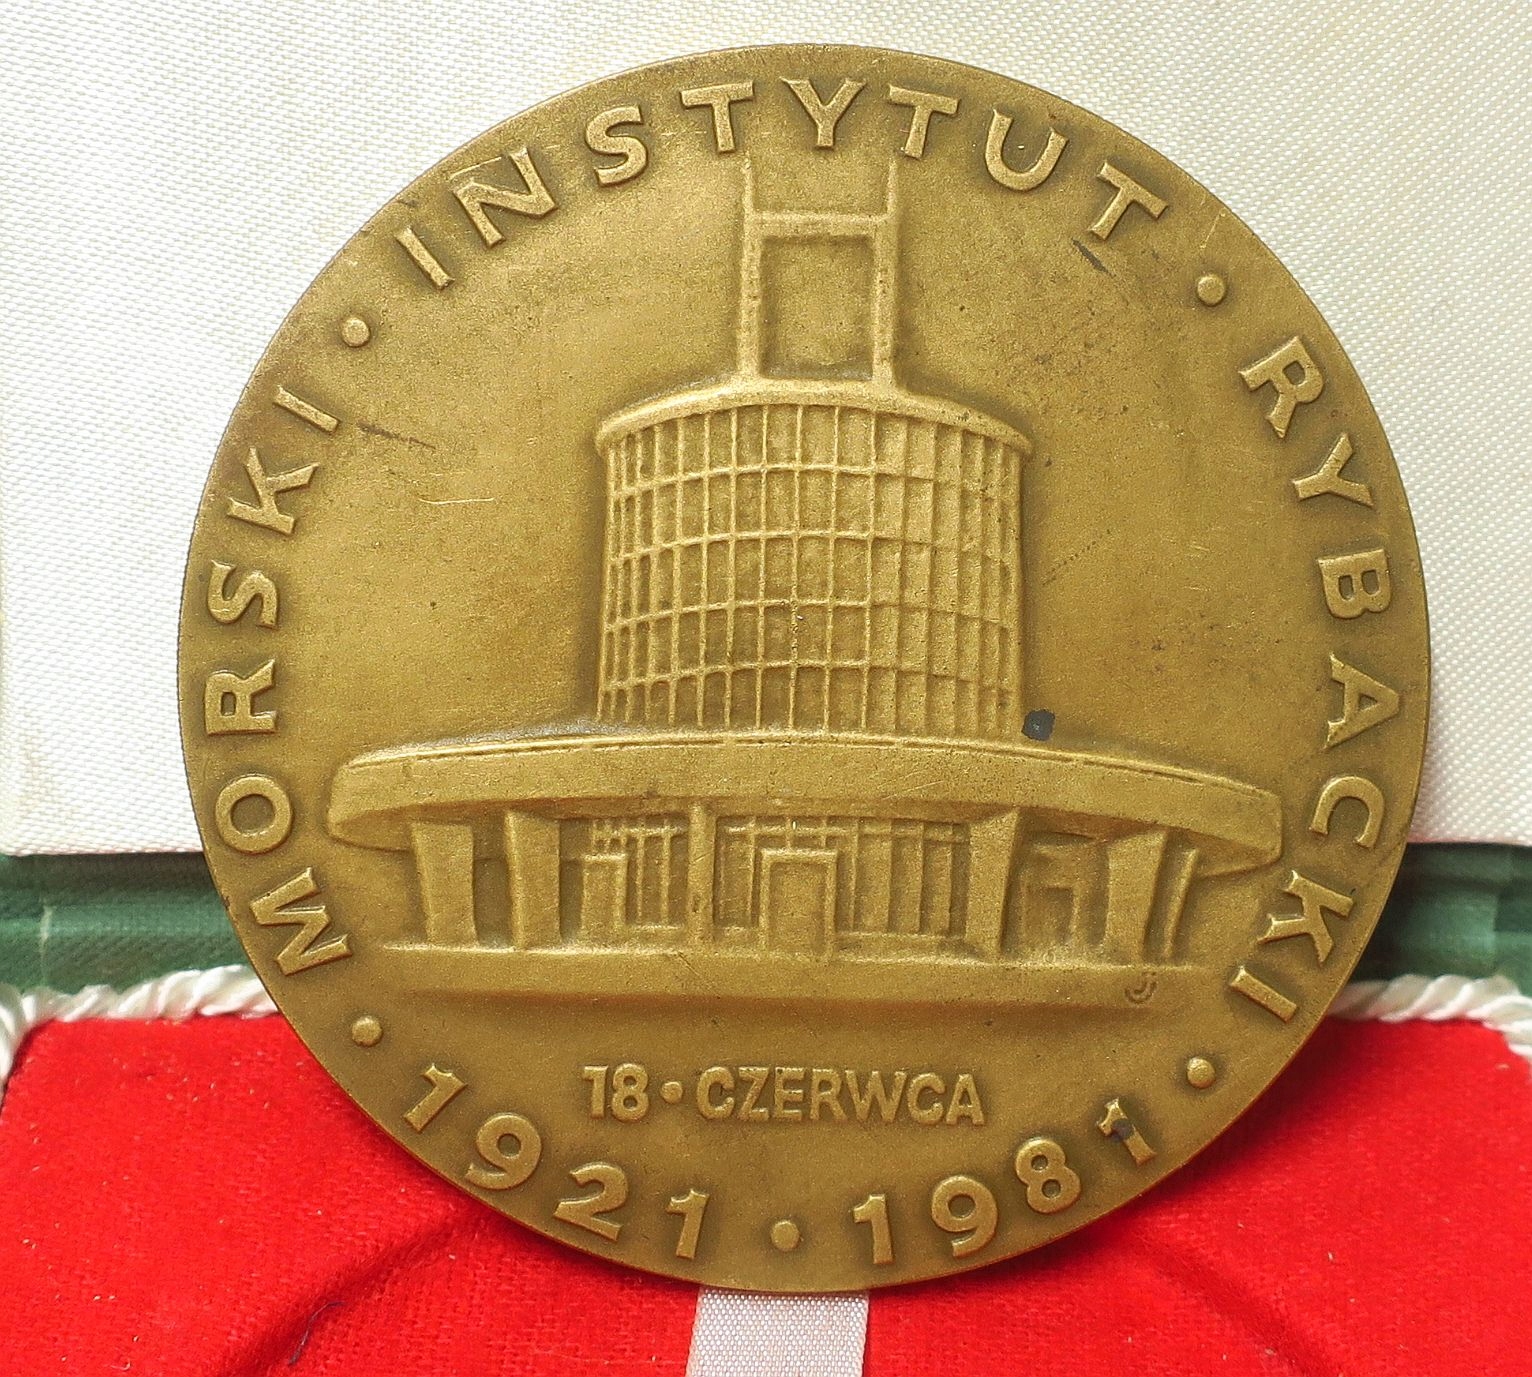 MORSKI · INSTYTUT · RYBACKI
18 · CZERWCA
· 1921 · 1981 ·